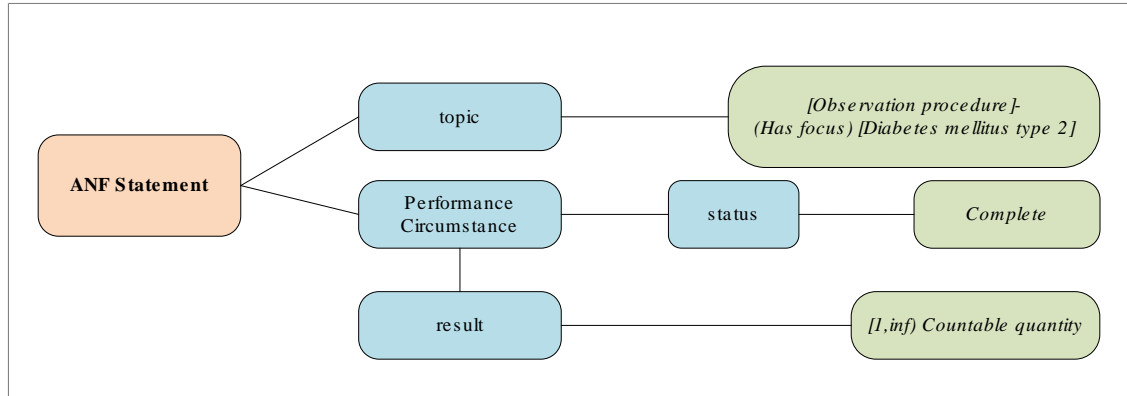 topic
[Observation procedure]-
(Has focus) [Diabetes mellitus type 2]
ANF Statement
Performance
Circumstance
status
Complete
result
[1,inf) Countable quantity